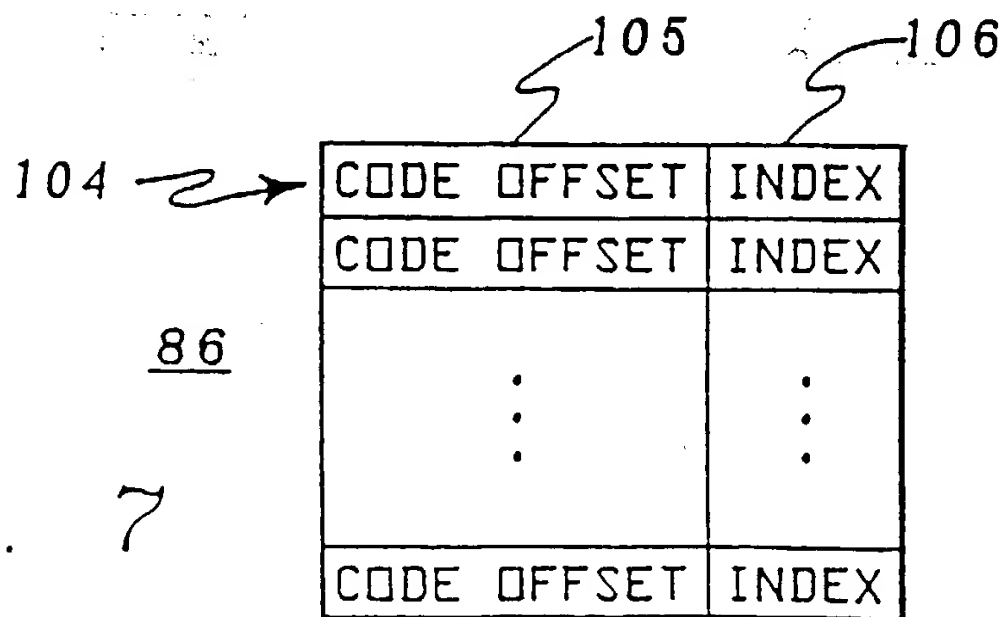 105 106
104 CODE OFFSET INDEX
CODE OFFSET INDEX
86
7
CODE OFFSET INDEX